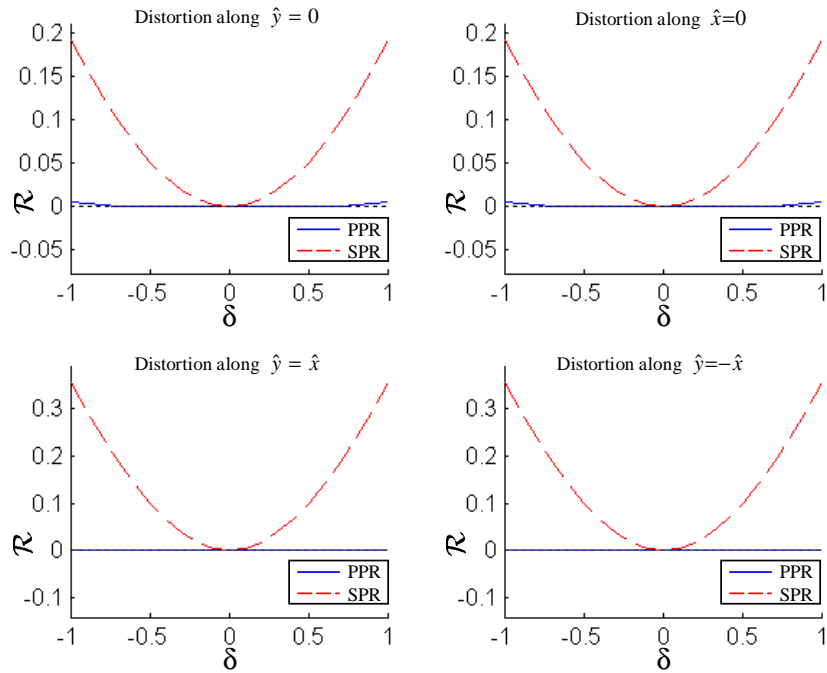 Distortion along ŷ = 0
0.2
0.15
0.1
0.05
0
-0.05
ℛ
PPR
SPR
-1 -0.5 0 0.5 1
δ
Distortion along x̂=0
0.2
0.15
0.1
0.05
0
-0.05
ℛ
PPR
SPR
-1 -0.5 0 0.5 1
δ
Distortion along ŷ = x̂
0.3
0.2
0.1
0
-0.1
ℛ
PPR
SPR
-1 -0.5 0 0.5 1
δ
Distortion along ŷ=−x̂
0.3
0.2
0.1
0
-0.1
ℛ
PPR
SPR
-1 -0.5 0 0.5 1
δ